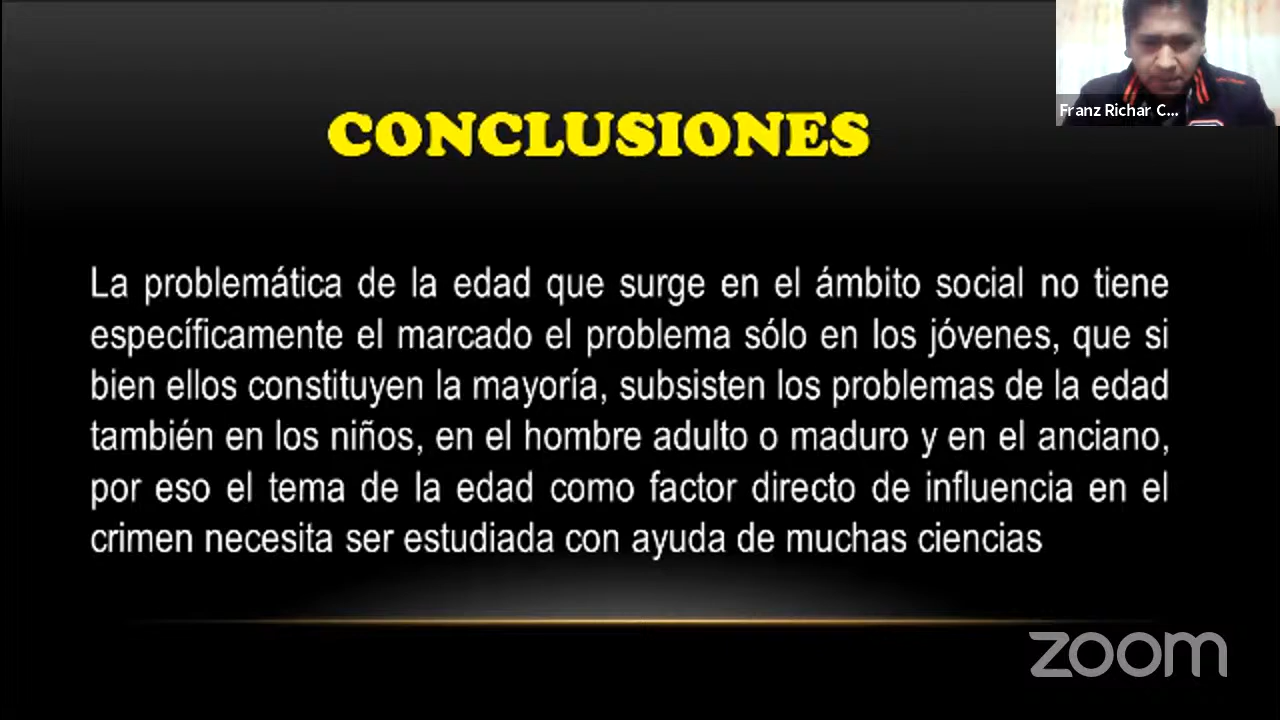 CONCLUSIONES
Franz Richar C...
La problemática de la edad que surge en el ámbito social no tiene
específicamente el marcado el problema sólo en los jóvenes, que si
bien ellos constituyen la mayoría, subsisten los problemas de la edad
también en los niños, en el hombre adulto o maduro y en el anciano,
por eso el tema de la edad como factor directo de influencia en el
crimen necesita ser estudiada con ayuda de muchas ciencias
zoom